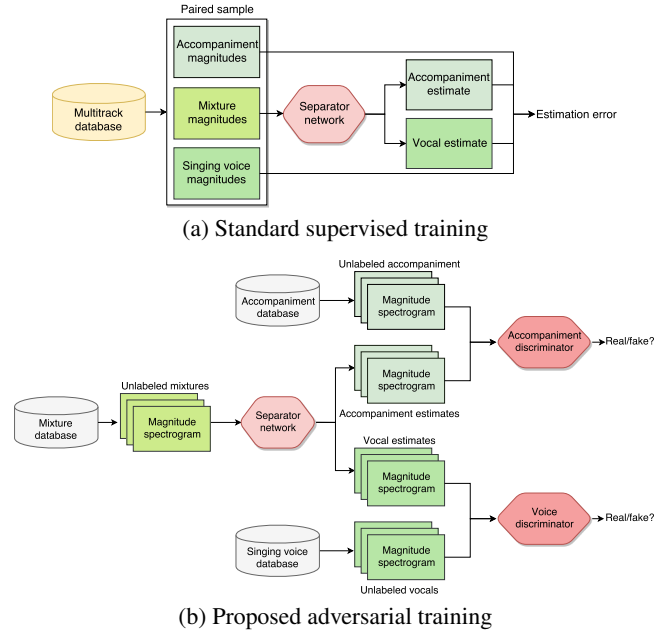 Paired sample
Accompaniment
magnitudes
Multitrack
database
Mixture
magnitudes
Separator
network
Accompaniment
estimate
Vocal estimate
Estimation error
Singing voice
magnitudes
(a) Standard supervised training
Unlabeled accompaniment
Accompaniment
database
Magnitude
spectrogram
Accompaniment
discriminator
Real/fake?
Magnitude
spectrogram
Accompaniment estimates
Unlabeled mixtures
Mixture
database
Magnitude
spectrogram
Separator
network
Vocal estimates
Magnitude
spectrogram
Voice
discriminator
Real/fake?
Singing voice
database
Magnitude
spectrogram
Unlabeled vocals
(b) Proposed adversarial training